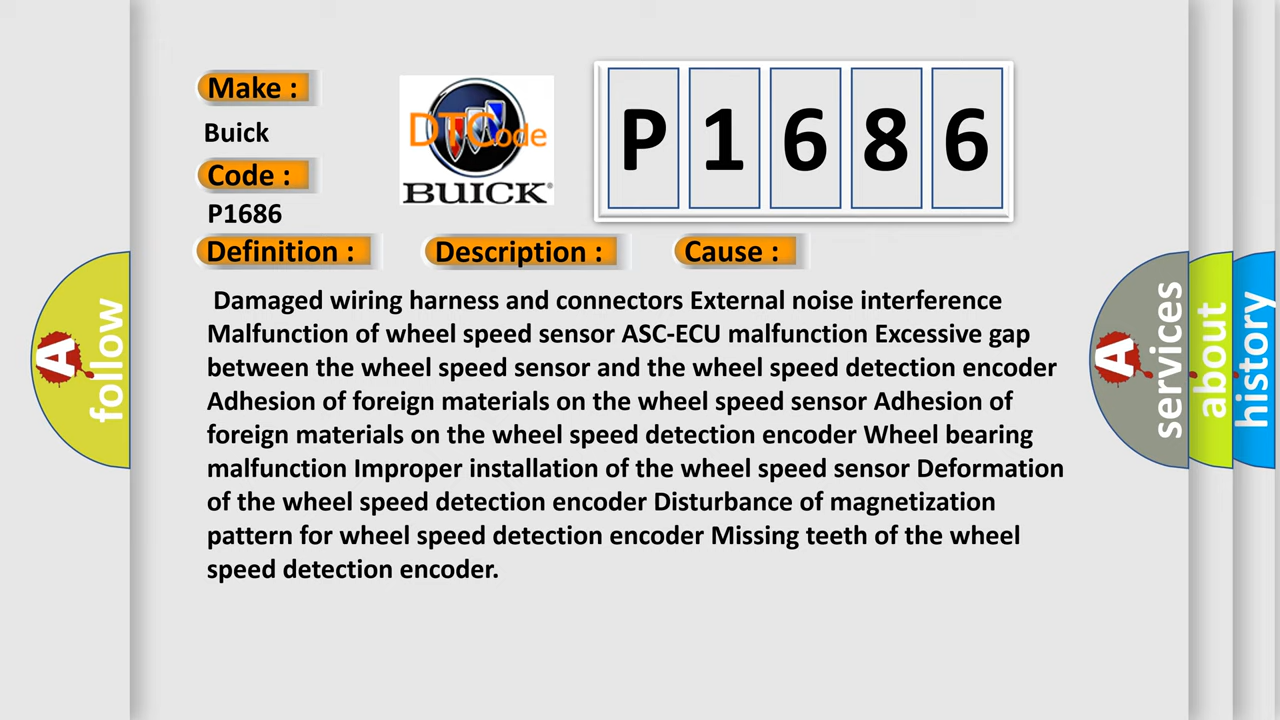 Make :
Buick
Code :
P1686
DTCode
BUICK
P1686
Definition :
Description :
Cause :
Damaged wiring harness and connectors External noise interference
Malfunction of wheel speed sensor ASC-ECU malfunction Excessive gap
between the wheel speed sensor and the wheel speed detection encoder
Adhesion of foreign materials on the wheel speed sensor Adhesion of
foreign materials on the wheel speed detection encoder Wheel bearing
malfunction Improper installation of the wheel speed sensor Deformation
of the wheel speed detection encoder Disturbance of magnetization
pattern for wheel speed detection encoder Missing teeth of the wheel
speed detection encoder.
A
follow
A
services
about
history